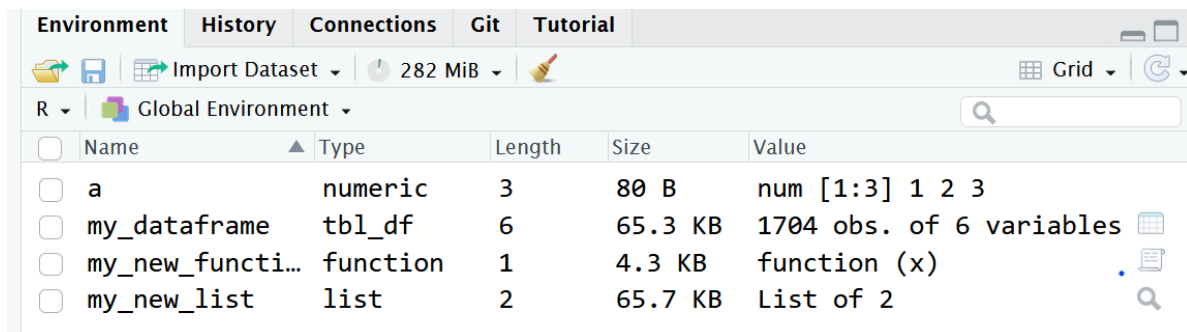 Environment History Connections Git Tutorial
Import Dataset 282 MiB Grid
R Global Environment
Name Type Length Size Value
a numeric 3 80 B num [1:3] 1 2 3
my_dataframe tbl_df 6 65.3 KB 1704 obs. of 6 variables
my_new_functi… function 1 4.3 KB function (x)
my_new_list list 2 65.7 KB List of 2